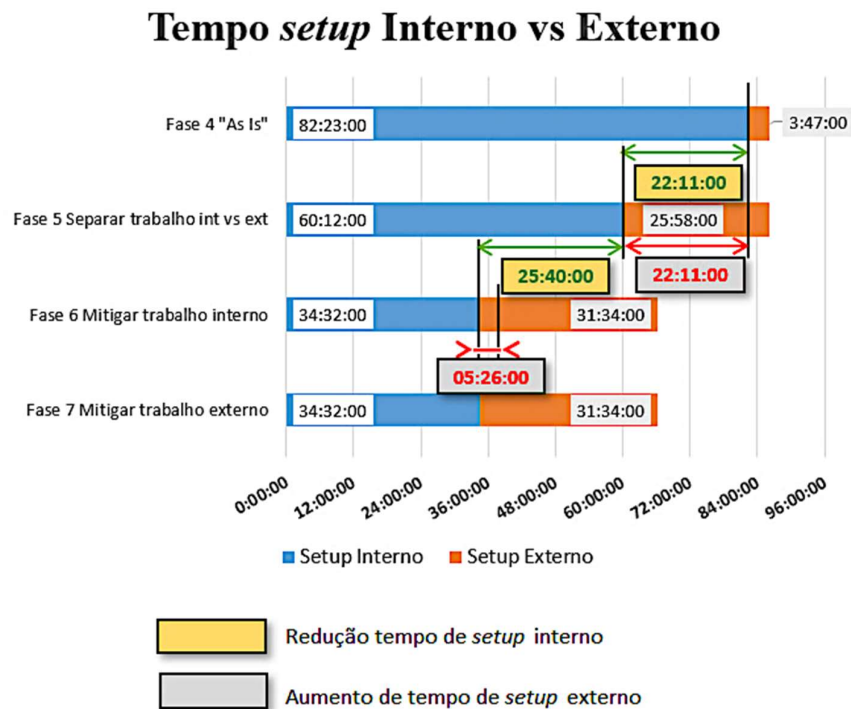 Tempo setup Interno vs Externo
Fase 4 "As Is"
82:23:00
3:47:00
22:11:00
Fase 5 Separar trabalho int vs ext
60:12:00
25:58:00
25:40:00
22:11:00
Fase 6 Mitigar trabalho interno
34:32:00
31:34:00
05:26:00
Fase 7 Mitigar trabalho externo
34:32:00
31:34:00
0:00:00
12:00:00
24:00:00
36:00:00
48:00:00
60:00:00
72:00:00
84:00:00
96:00:00
Setup Interno
Setup Externo
Redução tempo de setup interno
Aumento de tempo de setup externo